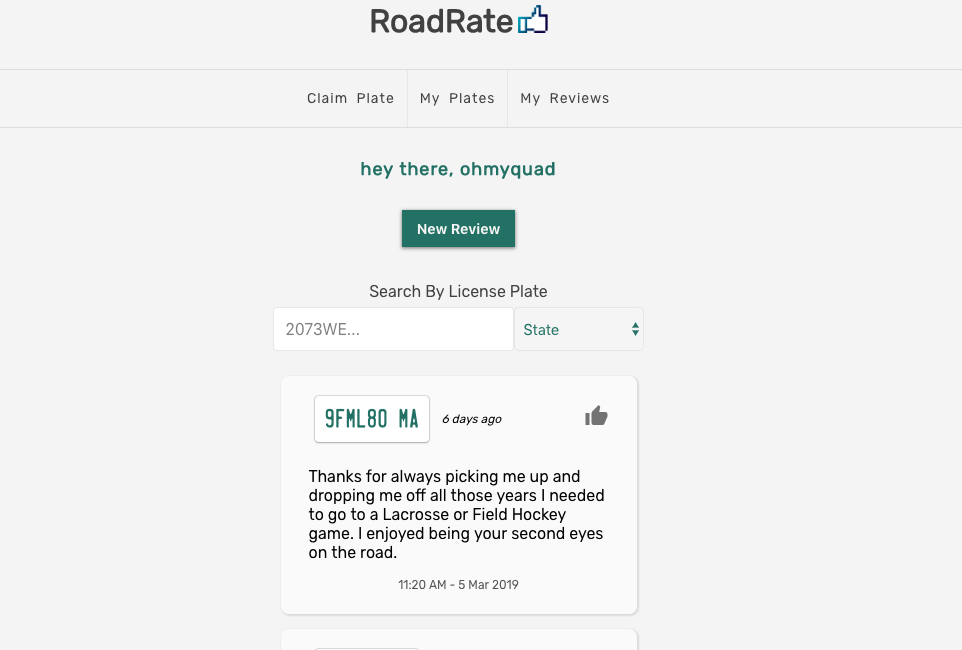 RoadRate
Claim Plate
My Plates
My Reviews
hey there, ohmyquad
New Review
Search By License Plate
2073WE...
State
9FML80 MA
6 days ago
Thanks for always picking me up and
dropping me off all those years I needed
to go to a Lacrosse or Field Hockey
game. I enjoyed being your second eyes
on the road.
11:20 AM - 5 Mar 2019